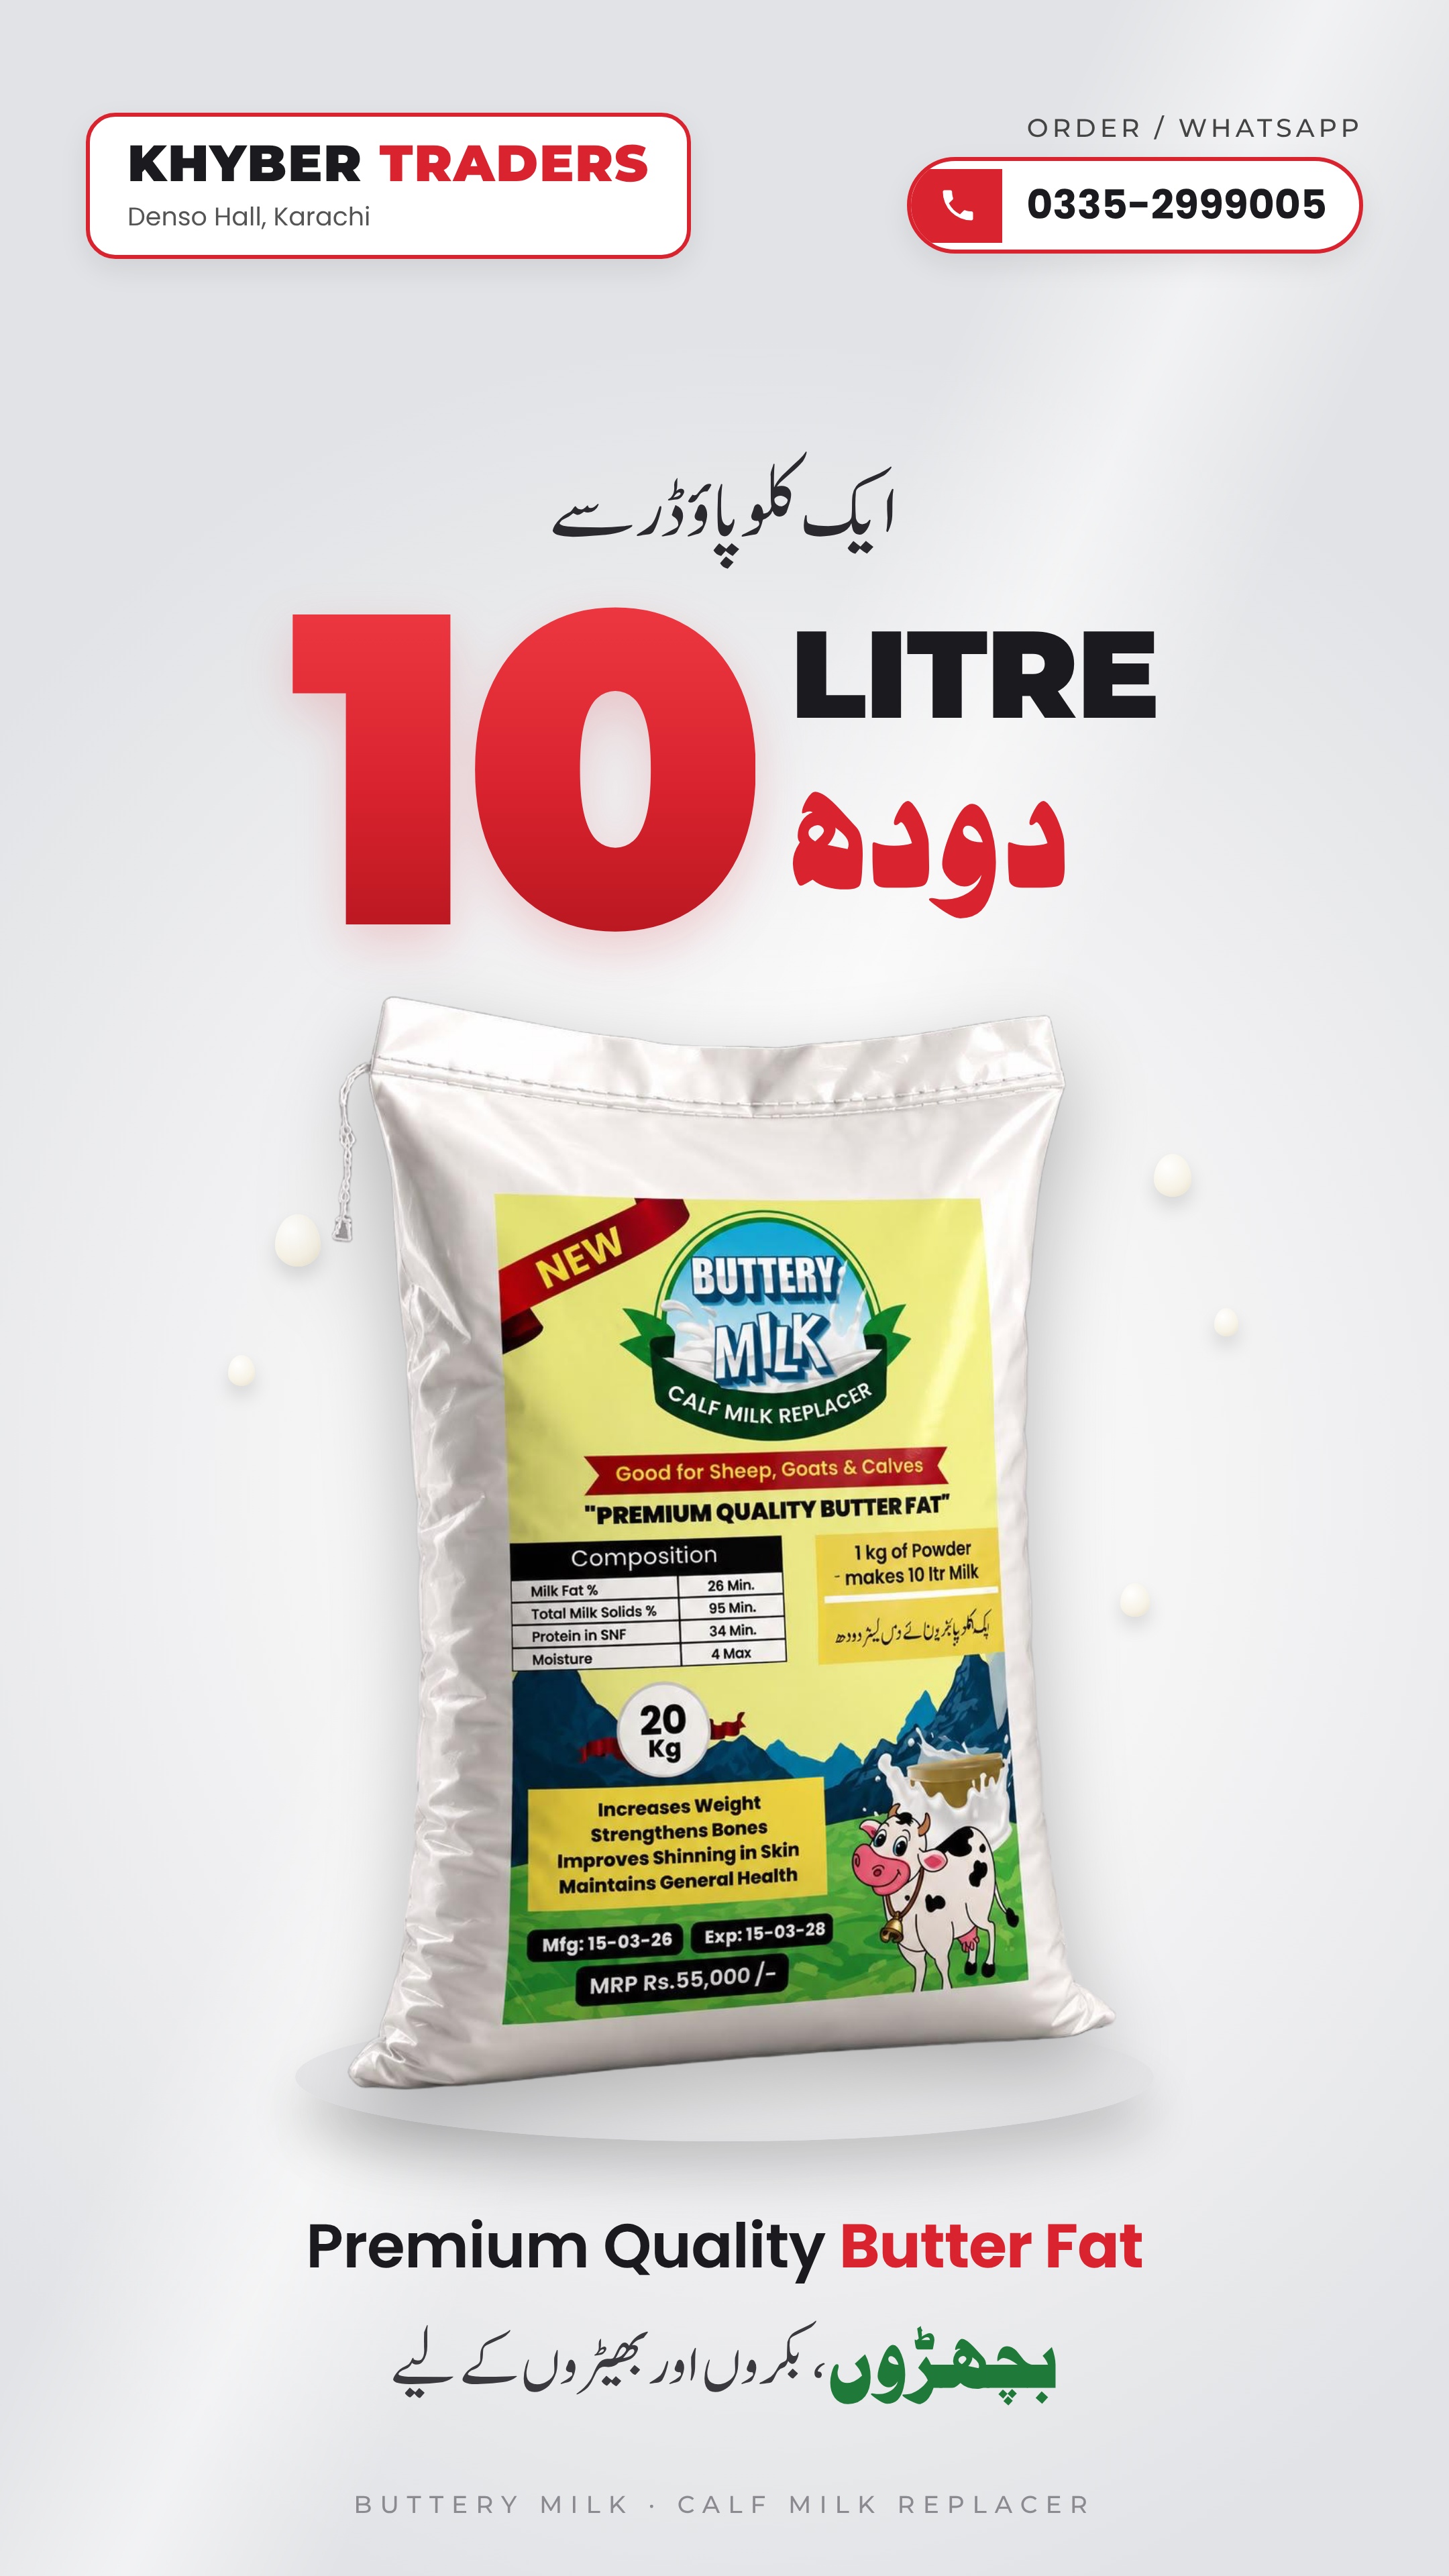 KHYBER TRADERS
Denso Hall, Karachi
ORDER / WHATSAPP
0335-2999005
ایک کلو پاؤڈر سے
10 LITRE
دودھ
NEW
BUTTERY
MILK
CALF MILK REPLACER
Good for Sheep, Goats & Calves
"PREMIUM QUALITY BUTTER FAT"
Composition
Milk Fat % 26 Min.
Total Milk Solids % 95 Min.
Protein in SNF 34 Min.
Moisture 4 Max
1 kg of Powder
- makes 10 ltr Milk
20
Kg
Increases Weight
Strengthens Bones
Improves Shinning in Skin
Maintains General Health
Mfg: 15-03-26 Exp: 15-03-28
MRP Rs.55,000/-
Premium Quality Butter Fat
بچھڑوں، بکروں اور بھیڑوں کے لیے
BUTTERY MILK · CALF MILK REPLACER